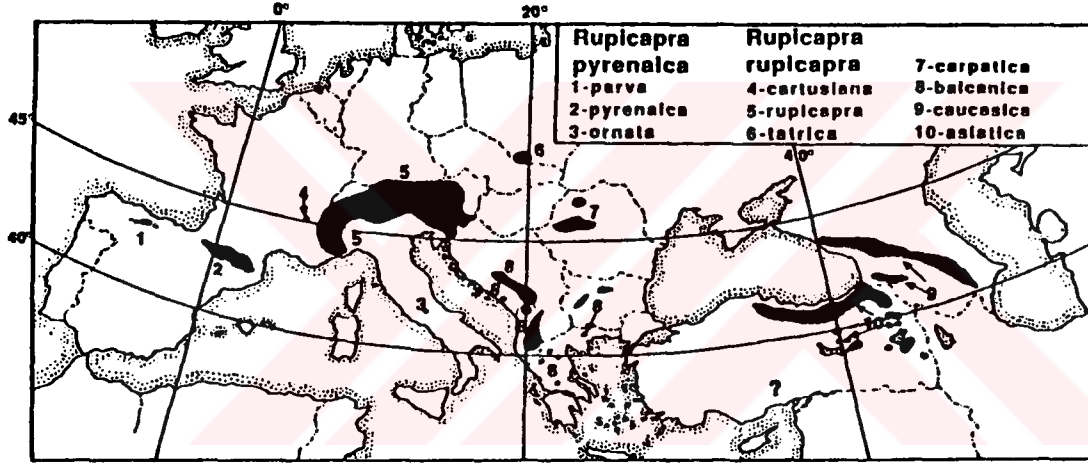 0°
20°
Rupicapra
pyrenaica
1-parva
2-pyrenaica
3-ornata
Rupicapra
rupicapra
4-cartusiana
5-rupicapra
6-tatrica
7-carpatica
8-balcanica
9-caucasica
10-asiatica
45°
40°
40°
6
5
4
7
1
2
5
8
3
8
9
10
8
?